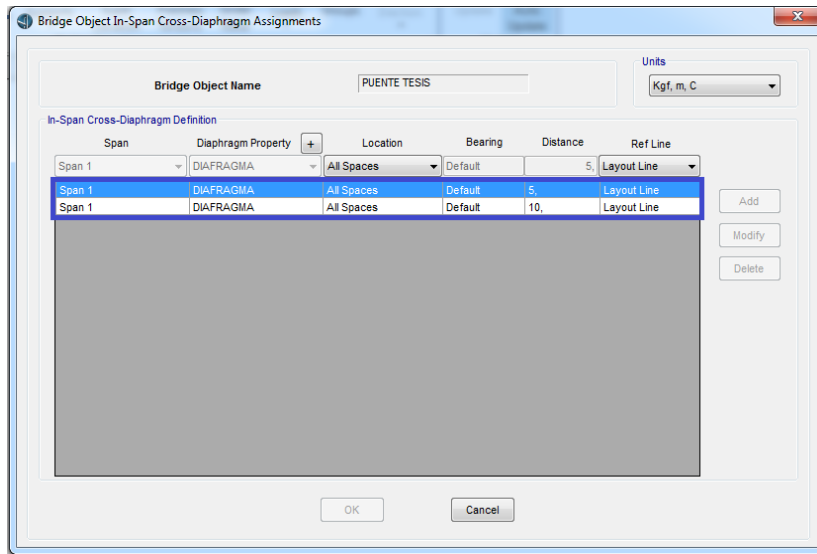 Bridge Object In-Span Cross-Diaphragm Assignments
Units
Bridge Object Name PUENTE TESIS Kgf, m, C
In-Span Cross-Diaphragm Definition
Span Diaphragm Property + Location Bearing Distance Ref Line
Span 1 DIAFRAGMA All Spaces Default 5, Layout Line
Span 1 DIAFRAGMA All Spaces Default 5, Layout Line
Span 1 DIAFRAGMA All Spaces Default 10, Layout Line
Add
Modify
Delete
OK Cancel